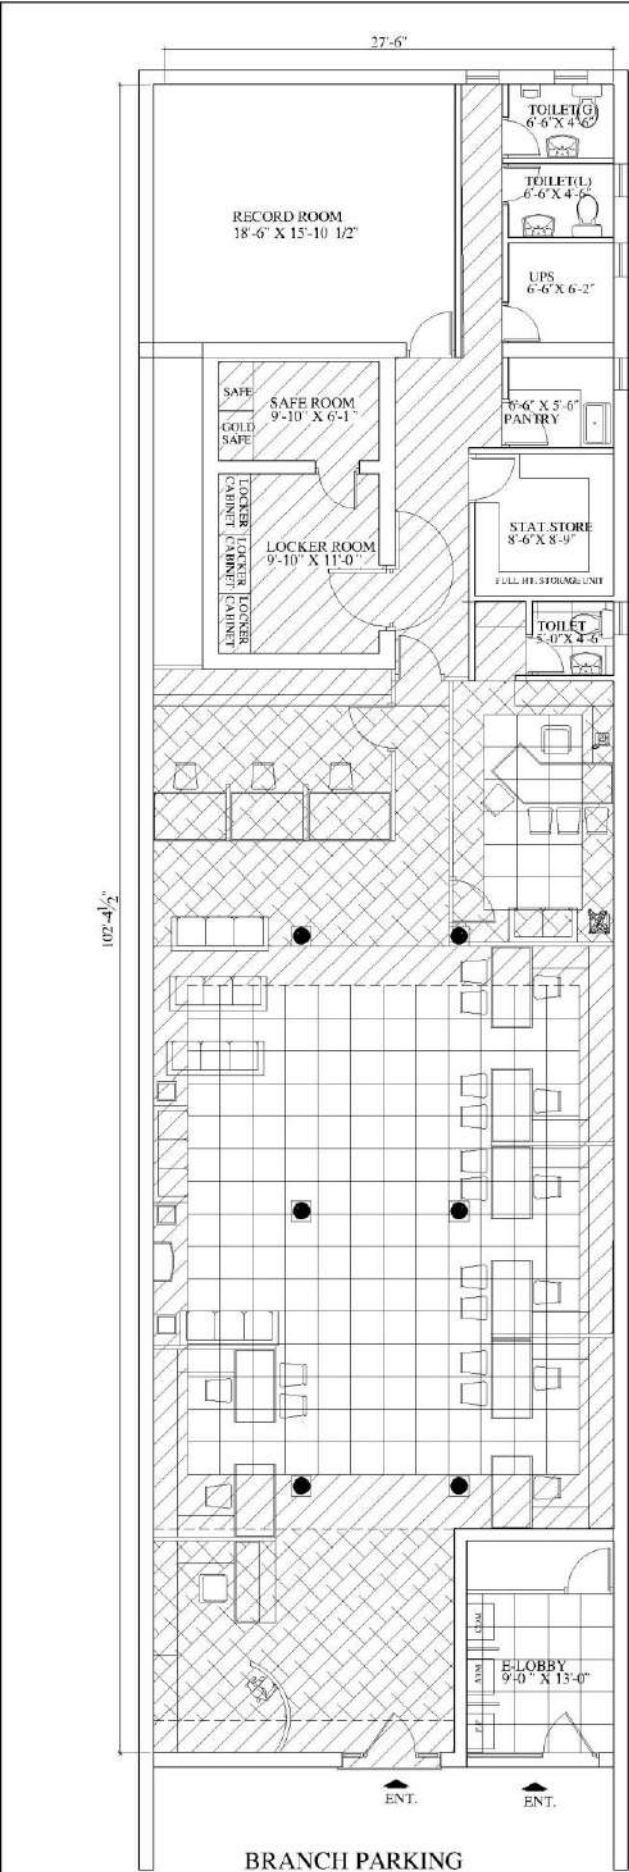 27'-6"
TOILET(G)
6'-6"X 4'-6"
TOILET(L)
6'-6"X 4'-6"
RECORD ROOM
18'-6" X 15'-10 1/2"
UPS
6'-6"X 6'-2"
SAFE
GOLD
SAFE
SAFE ROOM
9'-10" X 6'-1"
6'-6" X 5'-6"
PANTRY
LOCKER
CABINET
LOCKER
CABINET
LOCKER
CABINET
LOCKER ROOM
9'-10" X 11'-0"
STAT.STORE
8'-6"X 8'-9"
FULL HT. STORAGE UNIT
TOILET
5'-0"X 4'-6"
102'-4½"
CDM
ATM
P.P
E-LOBBY
9'-0" X 13'-0"
ENT.
ENT.
BRANCH PARKING